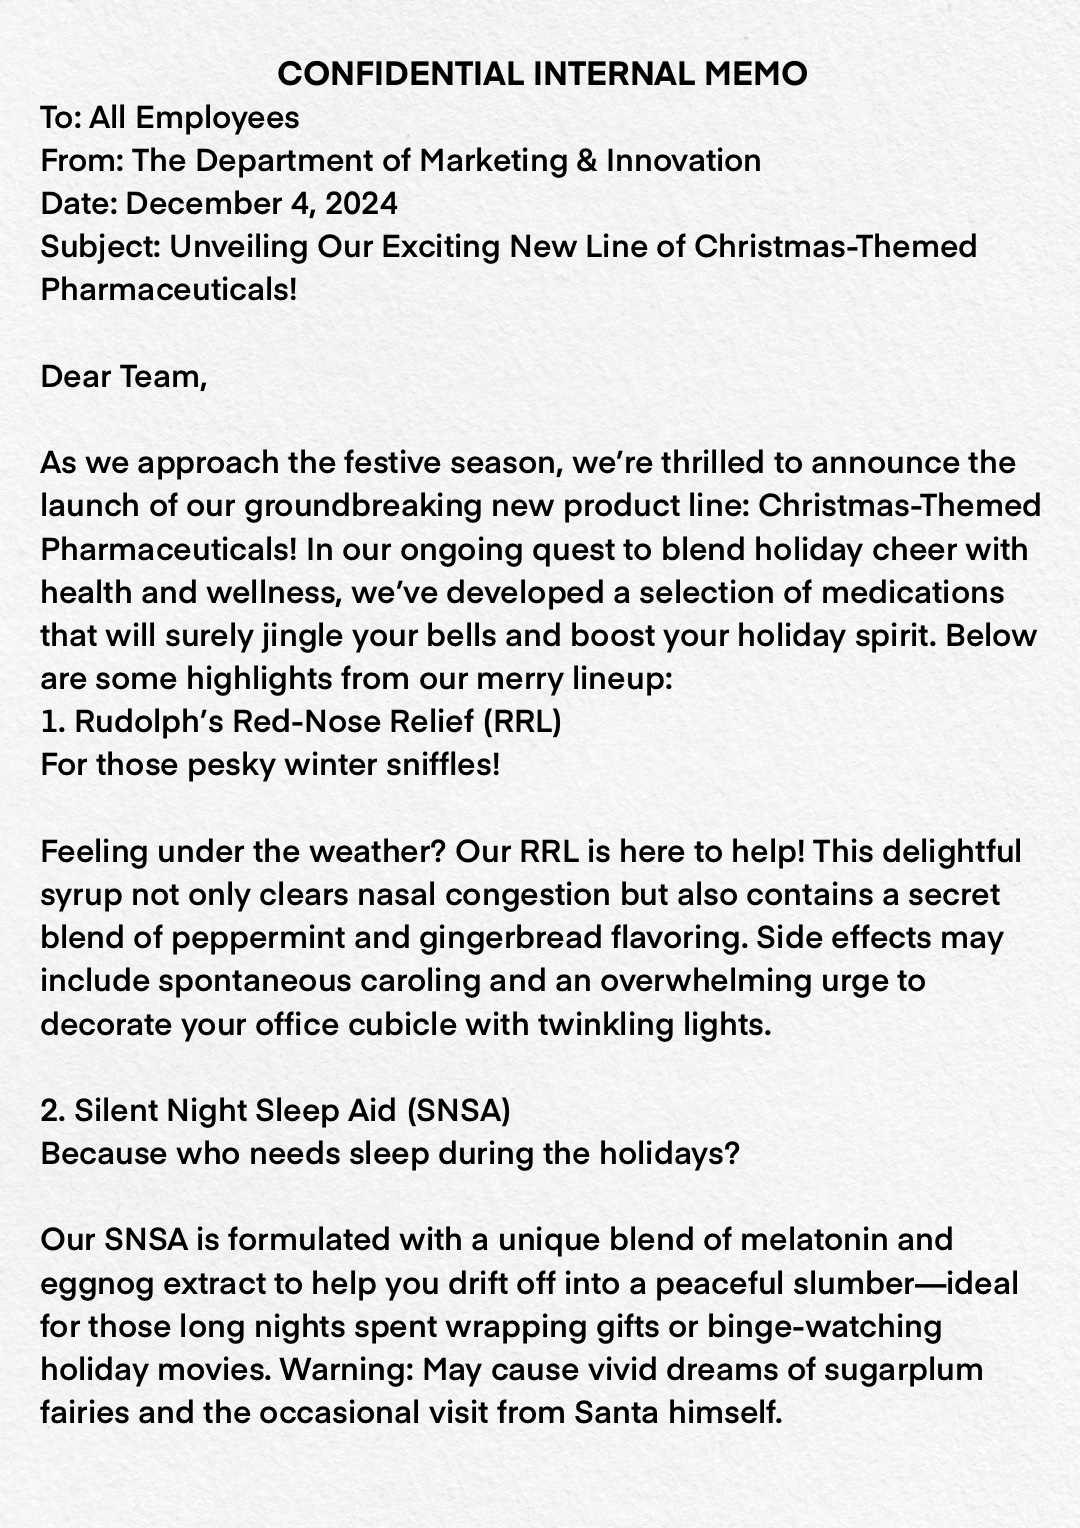 CONFIDENTIAL INTERNAL MEMO
To: All Employees
From: The Department of Marketing & Innovation
Date: December 4, 2024
Subject: Unveiling Our Exciting New Line of Christmas-Themed
Pharmaceuticals!
Dear Team,
As we approach the festive season, we’re thrilled to announce the
launch of our groundbreaking new product line: Christmas-Themed
Pharmaceuticals! In our ongoing quest to blend holiday cheer with
health and wellness, we’ve developed a selection of medications
that will surely jingle your bells and boost your holiday spirit. Below
are some highlights from our merry lineup:
1. Rudolph’s Red-Nose Relief (RRL)
For those pesky winter sniffles!
Feeling under the weather? Our RRL is here to help! This delightful
syrup not only clears nasal congestion but also contains a secret
blend of peppermint and gingerbread flavoring. Side effects may
include spontaneous caroling and an overwhelming urge to
decorate your office cubicle with twinkling lights.
2. Silent Night Sleep Aid (SNSA)
Because who needs sleep during the holidays?
Our SNSA is formulated with a unique blend of melatonin and
eggnog extract to help you drift off into a peaceful slumber—ideal
for those long nights spent wrapping gifts or binge-watching
holiday movies. Warning: May cause vivid dreams of sugarplum
fairies and the occasional visit from Santa himself.